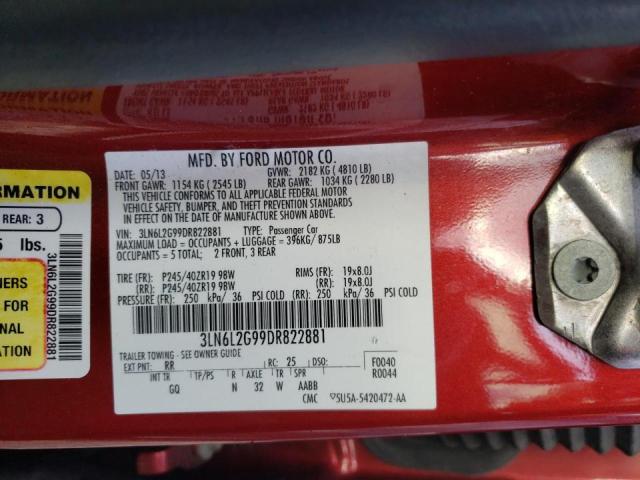 MFD. BY FORD MOTOR CO.
DATE: 05/13 GVWR: 2182 KG ( 4810 LB)
FRONT GAWR: 1154 KG ( 2545 LB) REAR GAWR: 1034 KG ( 2280 LB)
THIS VEHICLE CONFORMS TO ALL APPLICABLE FEDERAL MOTOR
VEHICLE SAFETY, BUMPER, AND THEFT PREVENTION STANDARDS
IN EFFECT ON THE DATE OF MANUFACTURE SHOWN ABOVE.
VIN: 3LN6L2G99DR822881 TYPE: Passenger Car
MAXIMUM LOAD = OCCUPANTS + LUGGAGE = 396KG/ 875LB
OCCUPANTS = 5 TOTAL; 2 FRONT, 3 REAR
TIRE (FR): P245/40ZR19 98W RIMS (FR): 19x8.0J
TIRE (RR): P245/40ZR19 98W (RR): 19x8.0J
PRESSURE (FR): 250 kPa/ 36 PSI COLD (RR) 250 kPa/ 36 PSI COLD
3LN6L2G99DR822881
TRAILER TOWING - SEE OWNER GUIDE
EXT PNT: RR RC: 25 DSO: F0040
R0044
INT TR TP/PS R AXLE TR SPR
GQ N 32 W AABB
CMC 5U5A-5420472-AA
ORMATION
REAR: 3
5 lbs.
NERS
FOR
NAL
TION
3LN6L2G99DR822881